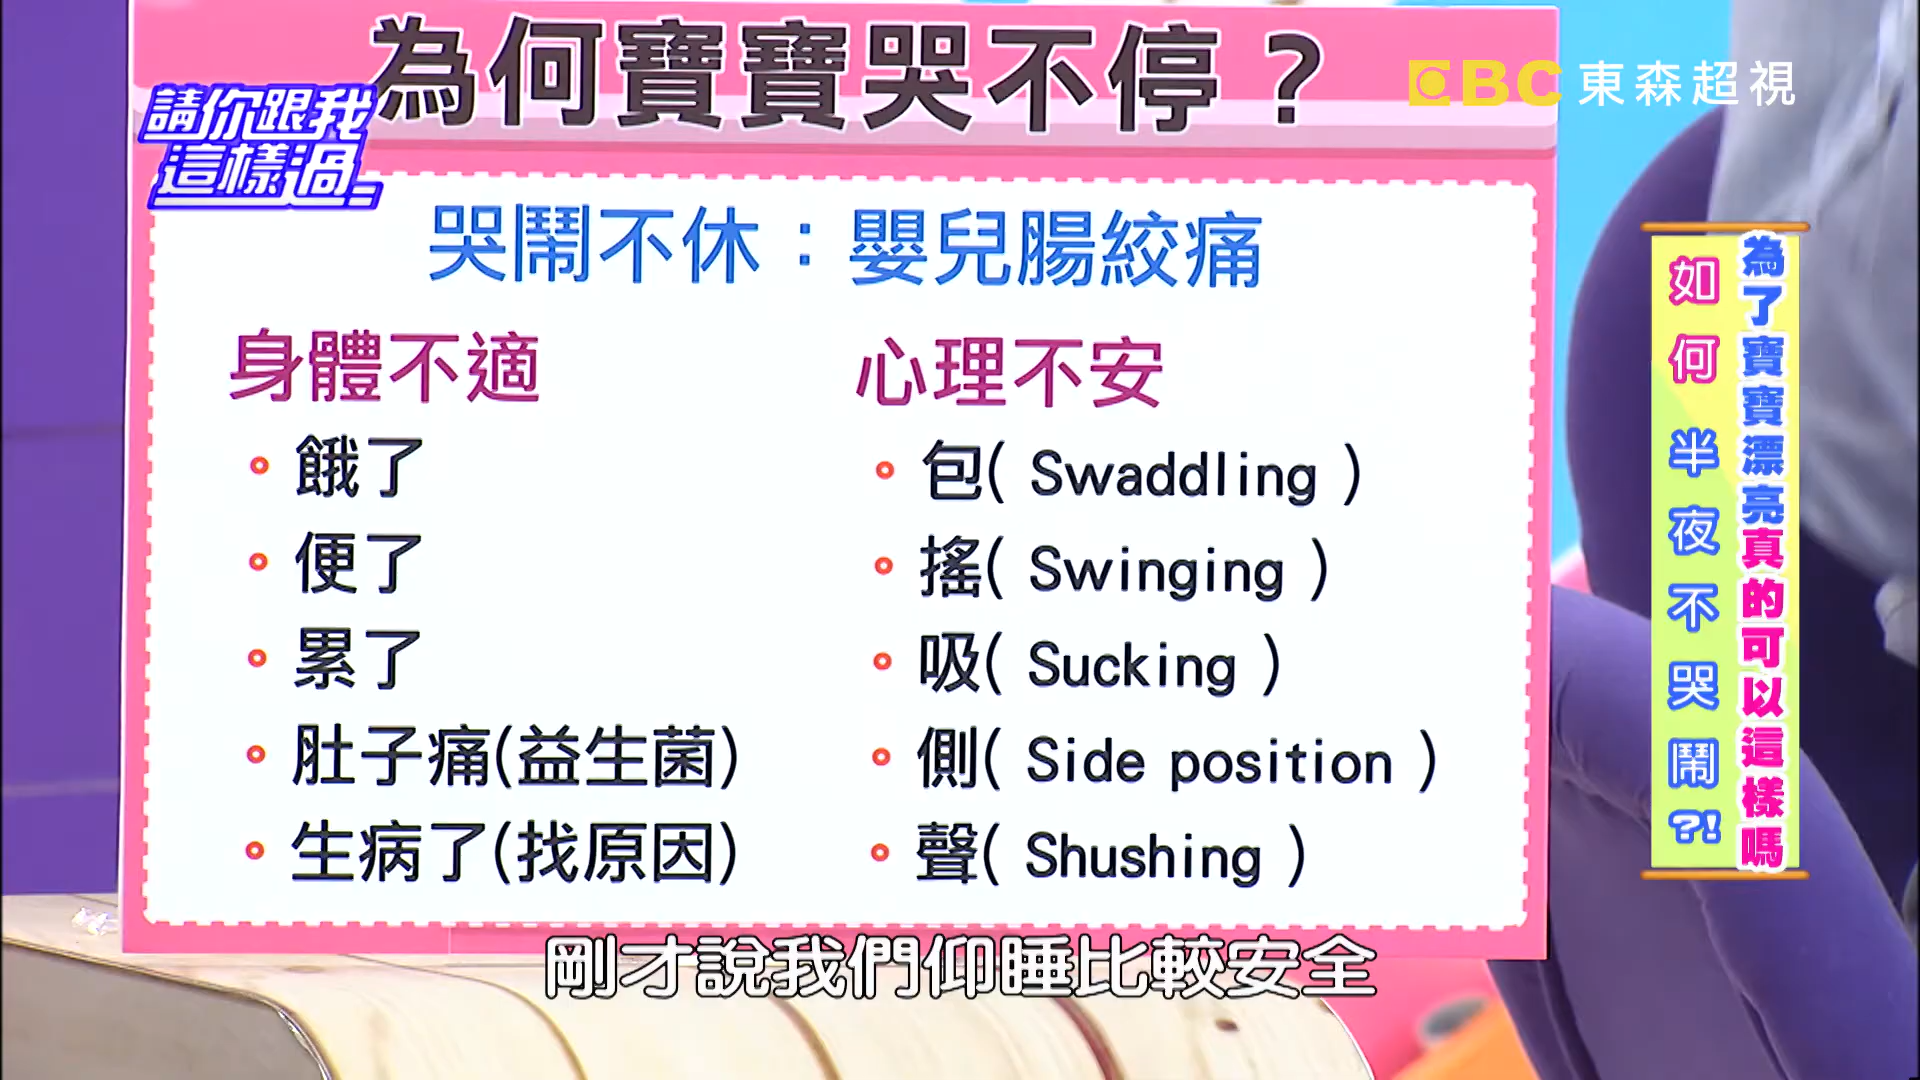 為何寶寶哭不停？
請你跟我
這樣過
EBC 東森超視
哭鬧不休：嬰兒腸絞痛
身體不適
餓了
便了
累了
肚子痛(益生菌)
生病了(找原因)
心理不安
包( Swaddling )
搖( Swinging )
吸( Sucking )
側( Side position )
聲( Shushing )
為了寶寶漂亮真的可以這樣嗎
如何半夜不哭鬧?!
剛才說我們仰睡比較安全